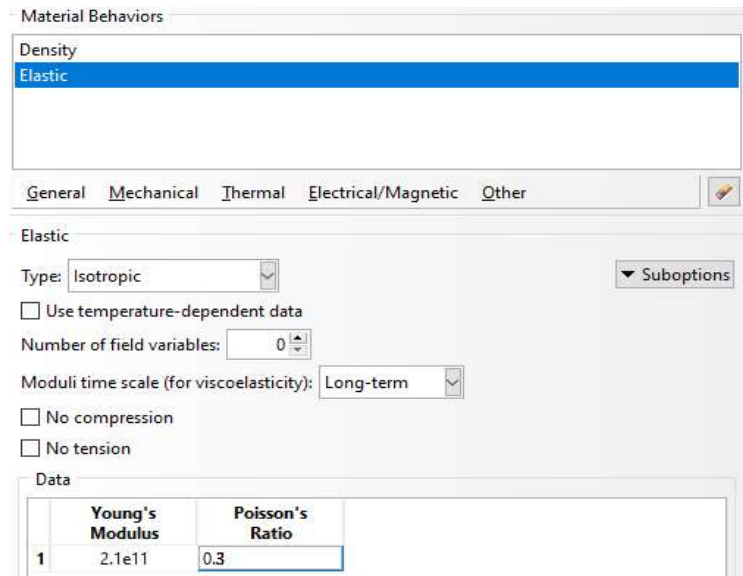 Material Behaviors
Density
Elastic
General Mechanical Thermal Electrical/Magnetic Other
Elastic
Type: Isotropic Suboptions
Use temperature-dependent data
Number of field variables: 0
Moduli time scale (for viscoelasticity): Long-term
No compression
No tension
Data
Young's Poisson's
Modulus Ratio
1 2.1e11 0.3